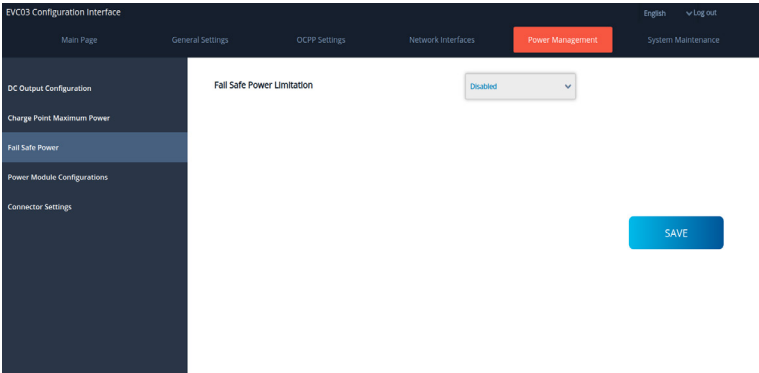 EVC03 Configuration Interface
English
Log out
Main Page
General Settings
OCPP Settings
Network Interfaces
Power Management
System Maintenance
DC Output Configuration
Fail Safe Power Limitation
Disabled
Charge Point Maximum Power
Fail Safe Power
Power Module Configurations
Connector Settings
SAVE